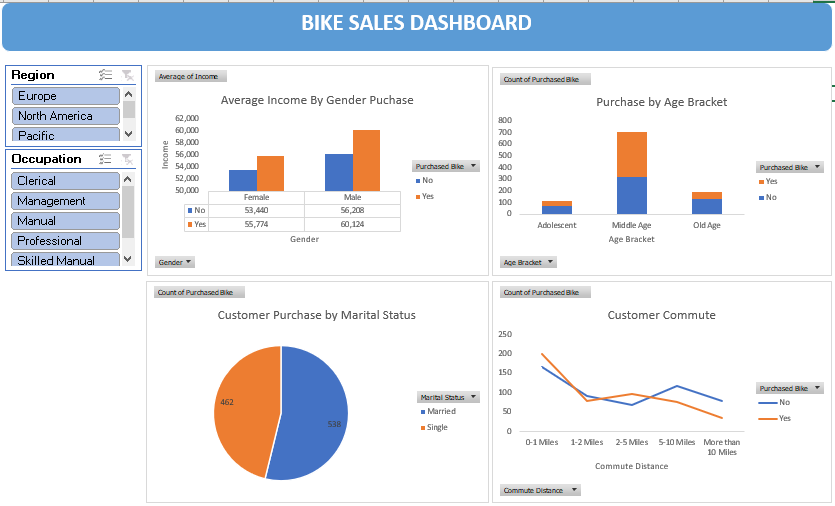 BIKE SALES DASHBOARD
Region
Europe
North America
Pacific
Occupation
Clerical
Management
Manual
Professional
Skilled Manual
Average of Income
Average Income By Gender Puchase
Income
62,000
60,000
58,000
56,000
54,000
52,000
50,000
Female Male
No 53,440 56,208
Yes 55,774 60,124
Gender
Purchased Bike
No
Yes
Gender
Count of Purchased Bike
Purchase by Age Bracket
800
700
600
500
400
300
200
100
0
Adolescent Middle Age Old Age
Age Bracket
Purchased Bike
Yes
No
Age Bracket
Count of Purchased Bike
Customer Purchase by Marital Status
462
538
Marital Status
Married
Single
Count of Purchased Bike
Customer Commute
250
200
150
100
50
0
0-1 Miles 1-2 Miles 2-5 Miles 5-10 Miles More than
10 Miles
Commute Distance
Purchased Bike
No
Yes
Commute Distance